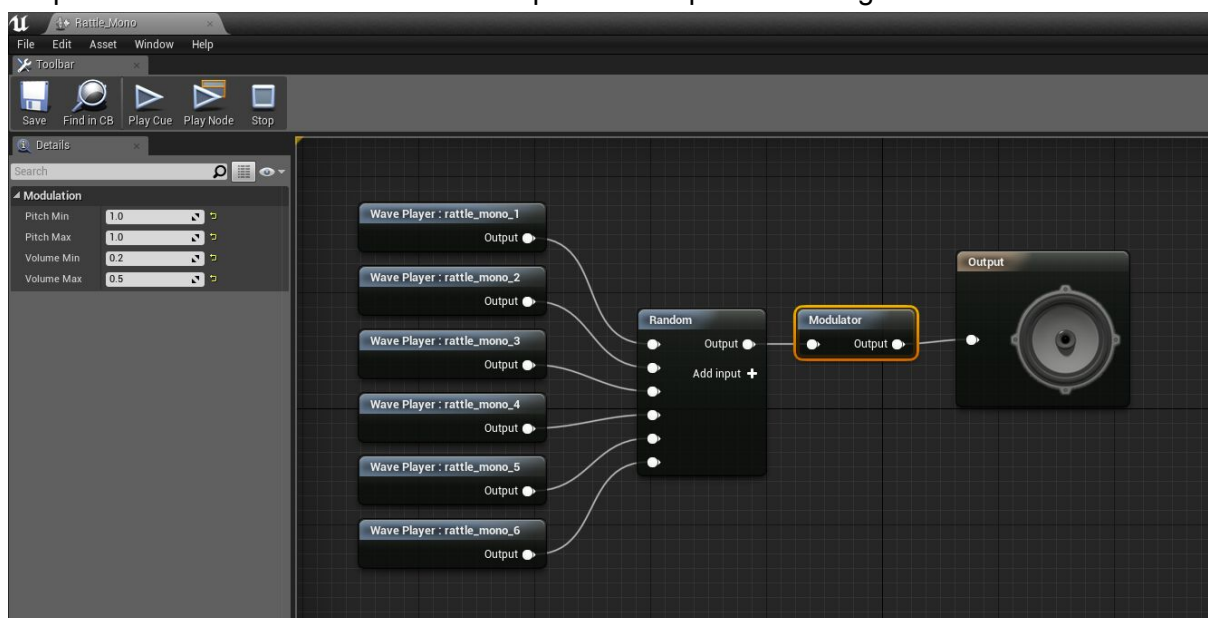 Rattle_Mono
File Edit Asset Window Help
Toolbar
Save Find in CB Play Cue Play Node Stop
Details
Search
Modulation
Pitch Min 1.0
Pitch Max 1.0
Volume Min 0.2
Volume Max 0.5
Wave Player : rattle_mono_1
Output
Wave Player : rattle_mono_2
Output
Wave Player : rattle_mono_3
Output
Wave Player : rattle_mono_4
Output
Wave Player : rattle_mono_5
Output
Wave Player : rattle_mono_6
Output
Random
Output
Add input
Modulator
Output
Output